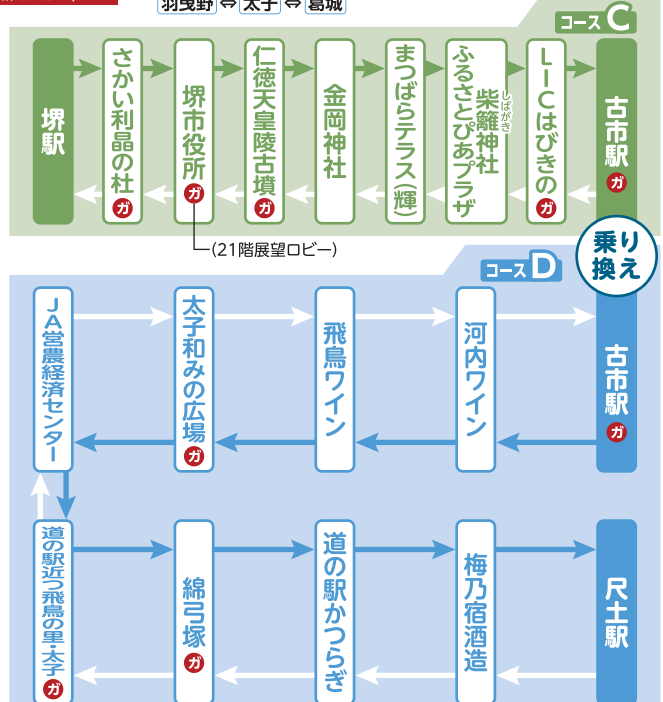 羽曳野⇔太子⇔葛城
コースC
堺駅
さかい利晶の杜 ガ
堺市役所 ガ
(21階展望ロビー)
仁徳天皇陵古墳 ガ
金岡神社
まつばらテラス(輝)
柴籬神社
しばがき
ふるさとぴあプラザ
LICはびきの ガ
古市駅 ガ
乗り
換え
コースD
JA営農経済センター
太子和みの広場 ガ
飛鳥ワイン
河内ワイン
古市駅 ガ
道の駅近つ飛鳥の里・太子 ガ
綿弓塚 ガ
道の駅かつらぎ
梅乃宿酒造
尺土駅